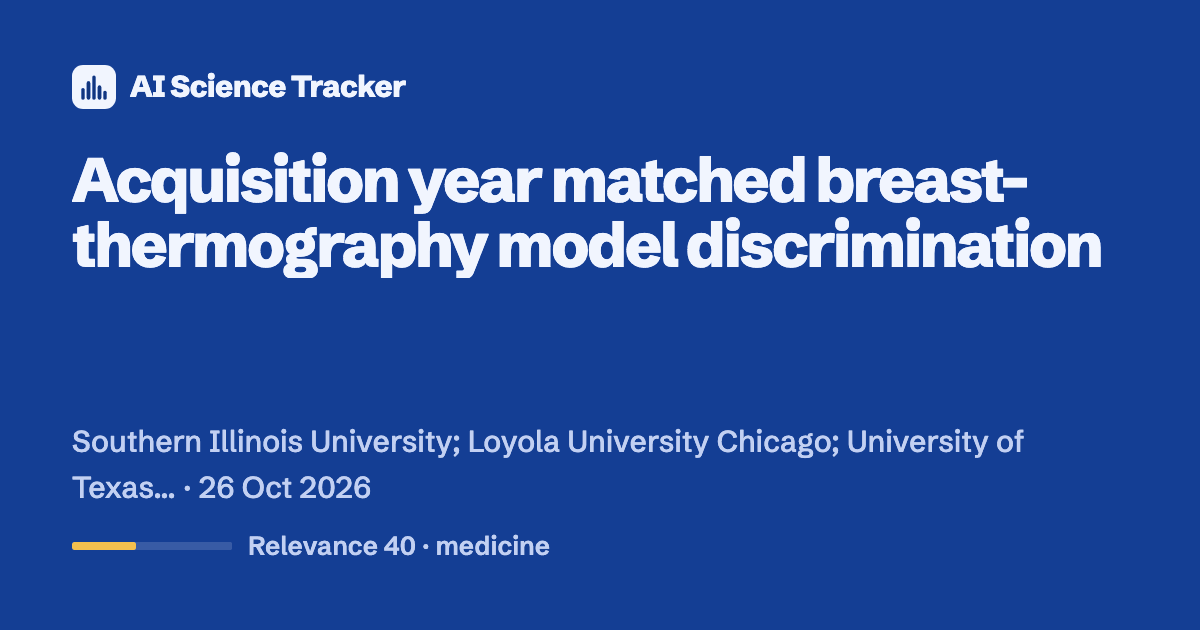 AI Science Tracker
Acquisition year matched breast-
thermography model discrimination
Southern Illinois University; Loyola University Chicago; University of
Texas... · 26 Oct 2026
Relevance 40 · medicine